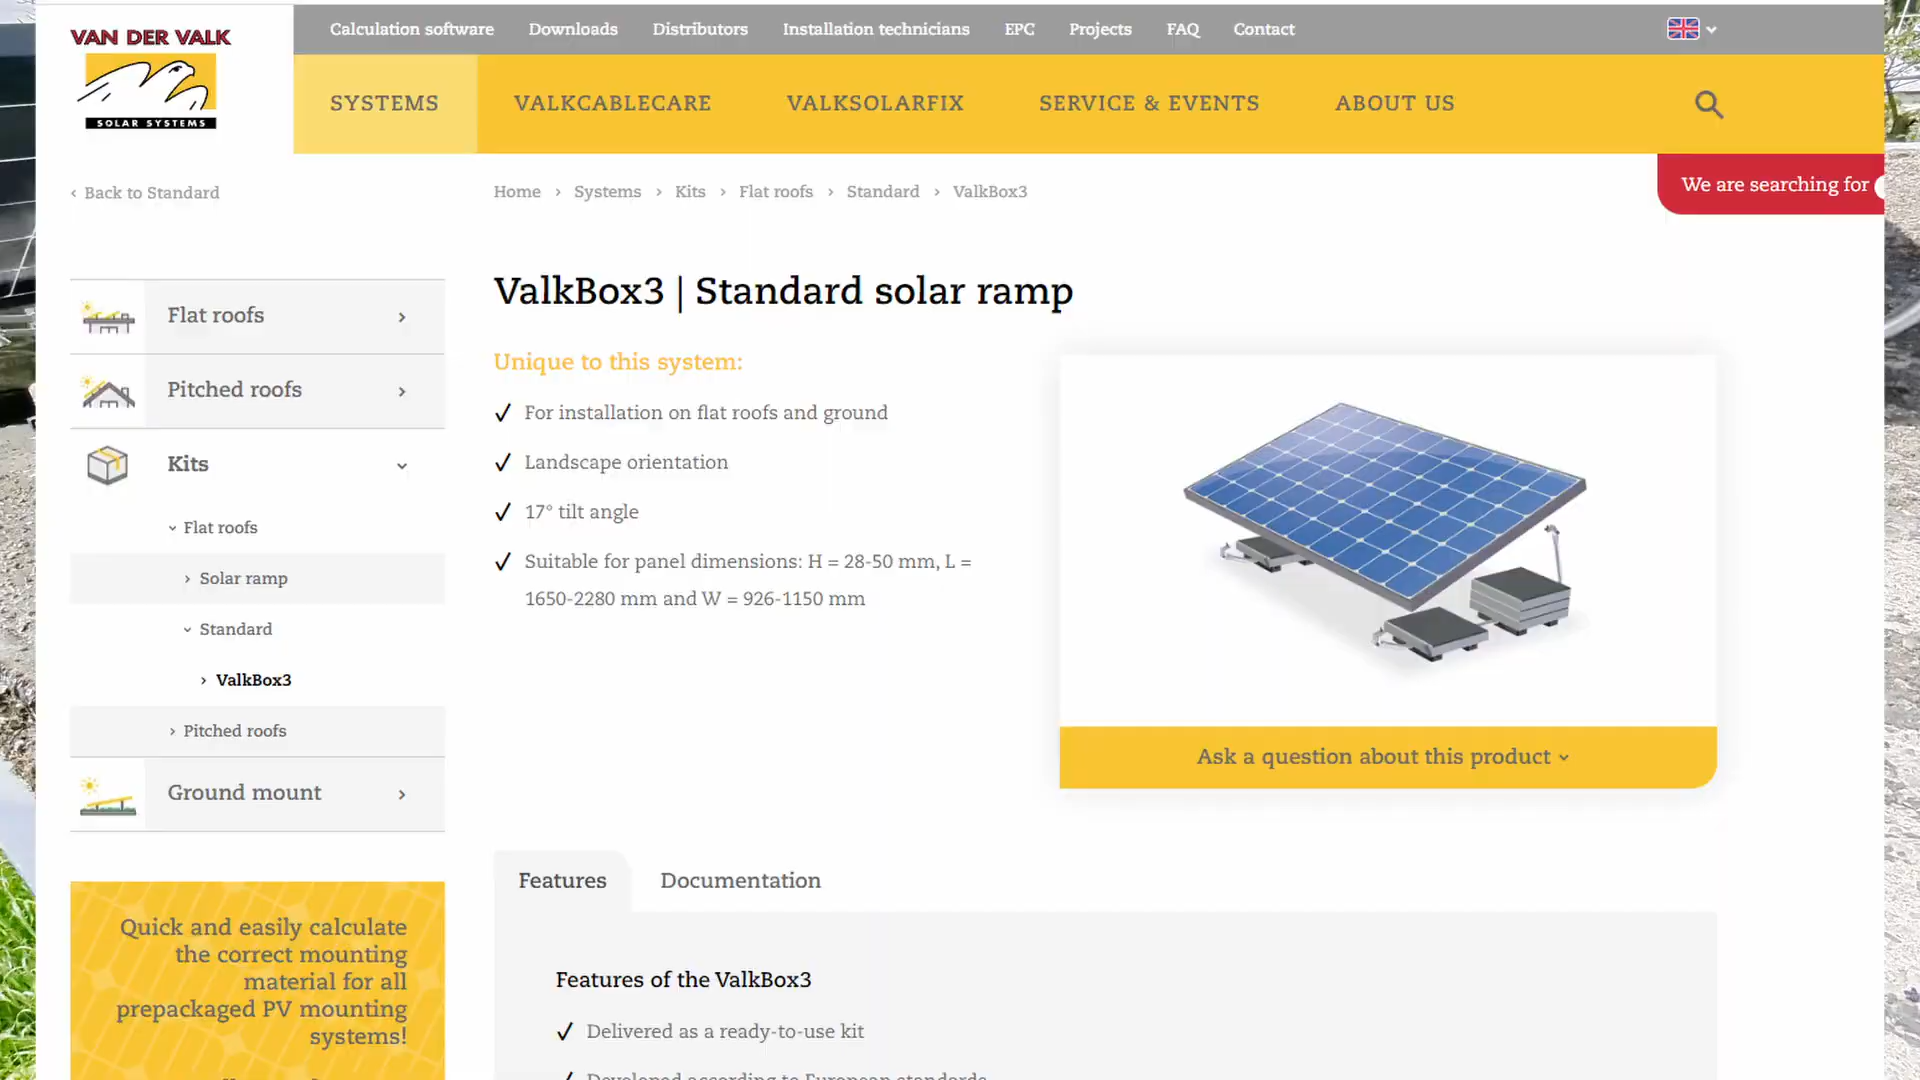 VAN DER VALK
SOLAR SYSTEMS
Calculation software Downloads Distributors Installation technicians EPC Projects FAQ Contact
SYSTEMS VALKCABLECARE VALKSOLARFIX SERVICE & EVENTS ABOUT US
We are searching for
‹ Back to Standard
Home › Systems › Kits › Flat roofs › Standard › ValkBox3
Flat roofs
Pitched roofs
Kits
Flat roofs
Solar ramp
Standard
ValkBox3
Pitched roofs
Ground mount
Quick and easily calculate
the correct mounting
material for all
prepackaged PV mounting
systems!
ValkBox3 | Standard solar ramp
Unique to this system:
✓ For installation on flat roofs and ground
✓ Landscape orientation
✓ 17° tilt angle
✓ Suitable for panel dimensions: H = 28-50 mm, L =
1650-2280 mm and W = 926-1150 mm
Ask a question about this product
Features Documentation
Features of the ValkBox3
✓ Delivered as a ready-to-use kit
Developed according to European standards